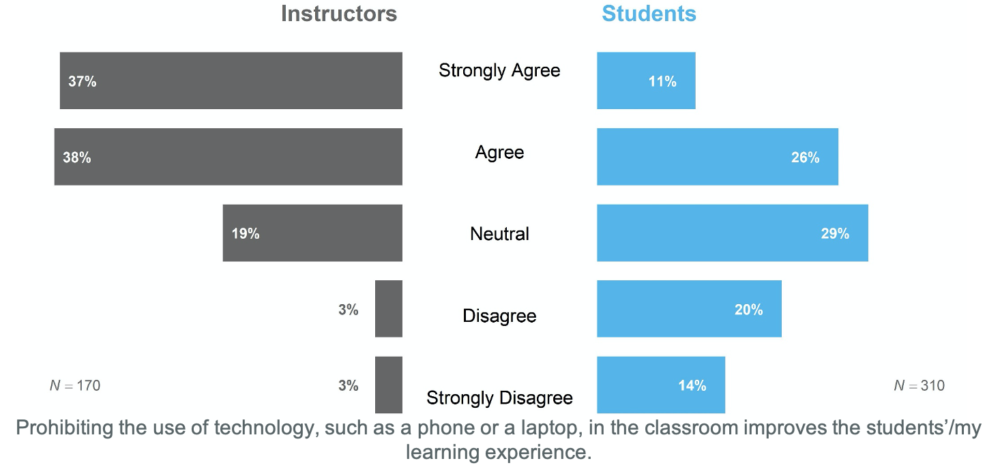 Instructors Students
37% Strongly Agree 11%
38% Agree 26%
19% Neutral 29%
3% Disagree 20%
N = 170 3% Strongly Disagree 14% N = 310
Prohibiting the use of technology, such as a phone or a laptop, in the classroom improves the students’/my
learning experience.